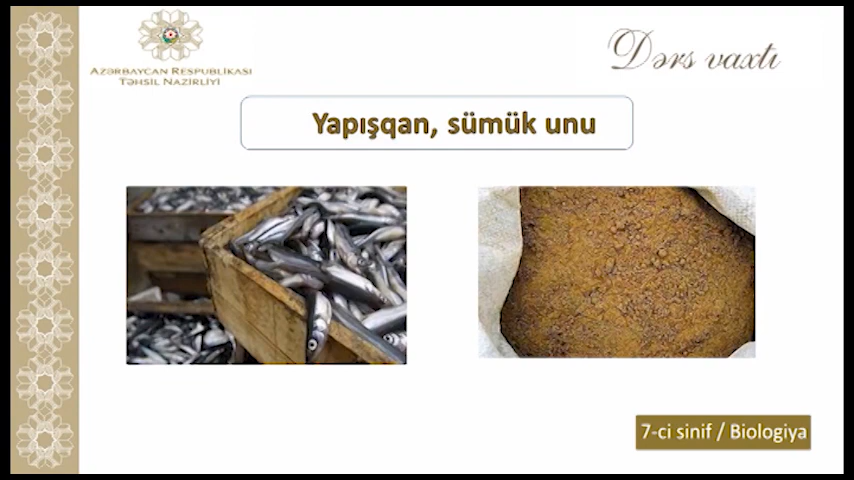 AZƏRBAYCAN RESPUBLİKASI
TƏHSİL NAZİRLİYİ
Dərs vaxtı
Yapışqan, sümük unu
7-ci sinif / Biologiya